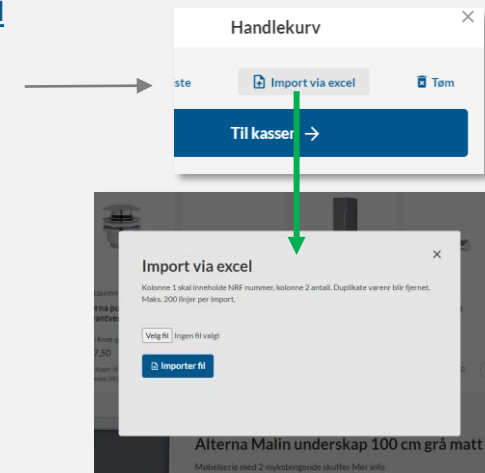 Handlekurv
ste
Import via excel
Tøm
Til kassen →
Import via excel
Kolonne 1 skal inneholde NRF nummer, kolonne 2 antall. Duplikate varenr blir fjernet.
Maks. 200 linjer per import.
Velg fil Ingen fil valgt
Importer fil
7,50
Alterna Malin underskap 100 cm grå matt
Møbelserie med 2 mykstengende skuffer Mer info